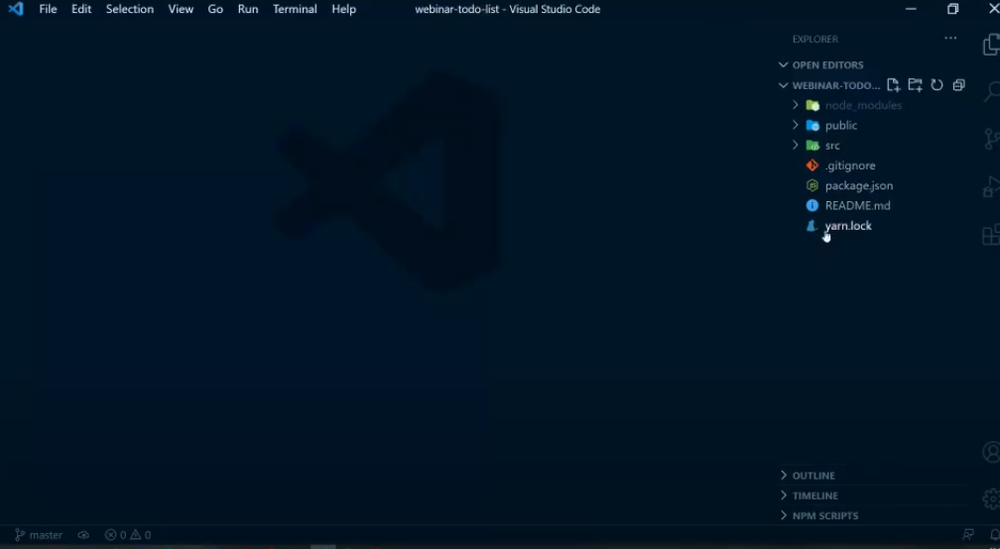 File Edit Selection View Go Run Terminal Help webinar-todo-list - Visual Studio Code
EXPLORER
OPEN EDITORS
WEBINAR-TODO...
node_modules
public
src
.gitignore
package.json
README.md
yarn.lock
OUTLINE
TIMELINE
NPM SCRIPTS
master 0 0